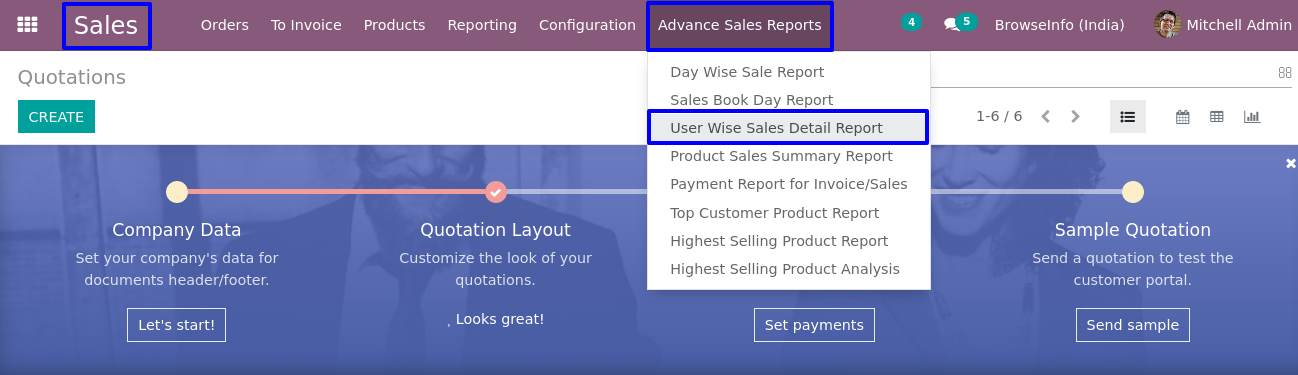 Sales Orders To Invoice Products Reporting Configuration Advance Sales Reports 4 5 BrowseInfo (India) Mitchell Admin
Quotations
CREATE
1-6 / 6
Day Wise Sale Report
Sales Book Day Report
User Wise Sales Detail Report
Product Sales Summary Report
Payment Report for Invoice/Sales
Top Customer Product Report
Highest Selling Product Report
Highest Selling Product Analysis
Company Data
Set your company's data for
documents header/footer.
Let's start!
Quotation Layout
Customize the look of your
quotations.
Looks great!
Set payments
Sample Quotation
Send a quotation to test the
customer portal.
Send sample